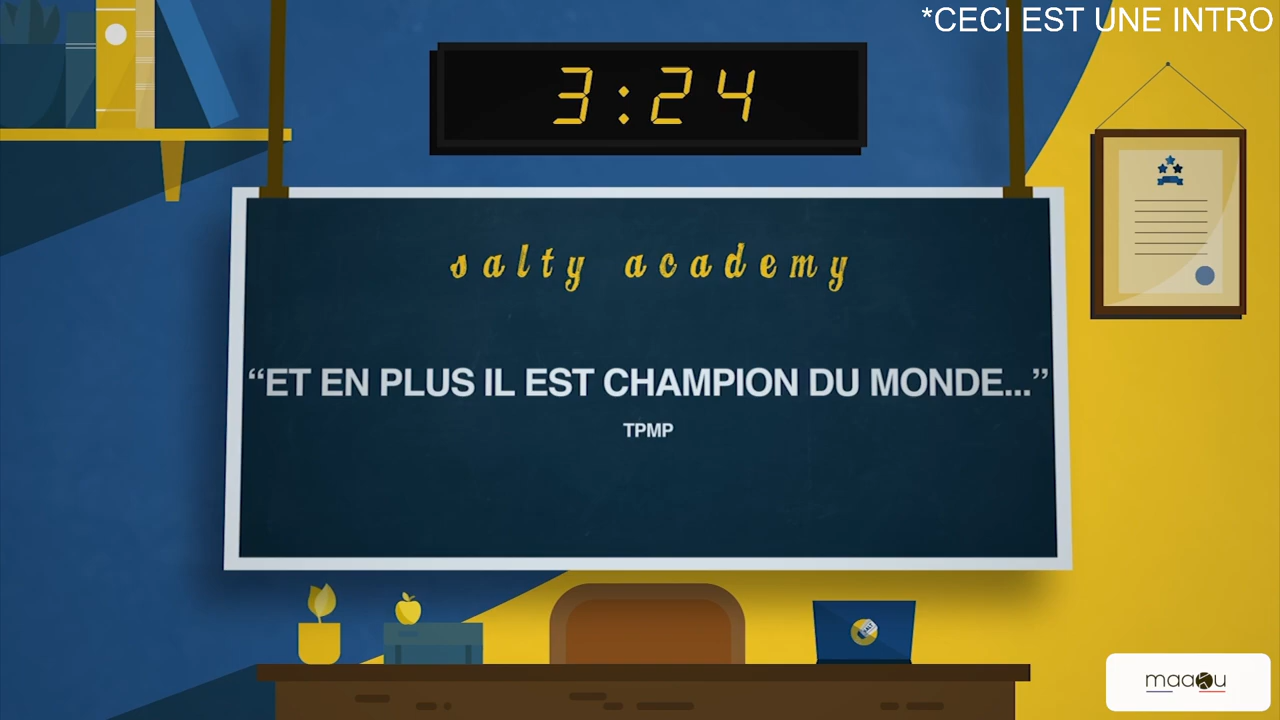 *CECI EST UNE INTRO
3:24
salty academy
“ET EN PLUS IL EST CHAMPION DU MONDE...”
TPMP
maaku